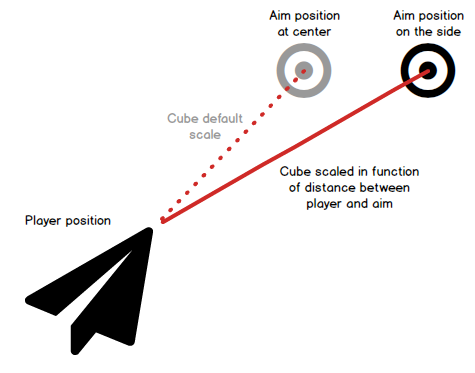 Aim position
at center
Aim position
on the side
Cube default
scale
Cube scaled in function
of distance between
player and aim
Player position